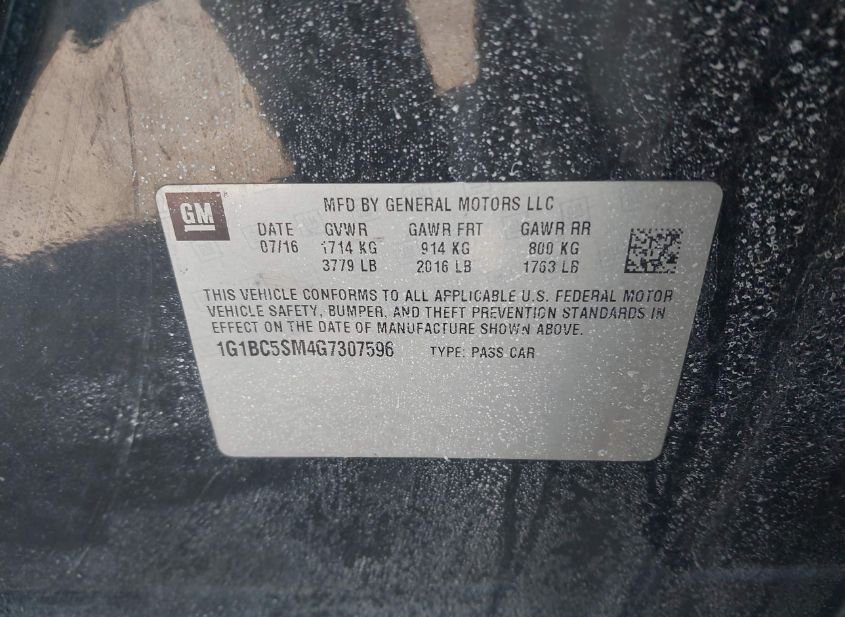 GM
MFD BY GENERAL MOTORS LLC
DATE GVWR GAWR FRT GAWR RR
07/16 1714 KG 914 KG 800 KG
3779 LB 2016 LB 1763 LB
THIS VEHICLE CONFORMS TO ALL APPLICABLE U.S. FEDERAL MOTOR
VEHICLE SAFETY, BUMPER, AND THEFT PREVENTION STANDARDS IN
EFFECT ON THE DATE OF MANUFACTURE SHOWN ABOVE.
1G1BC5SM4G7307596 TYPE: PASS CAR